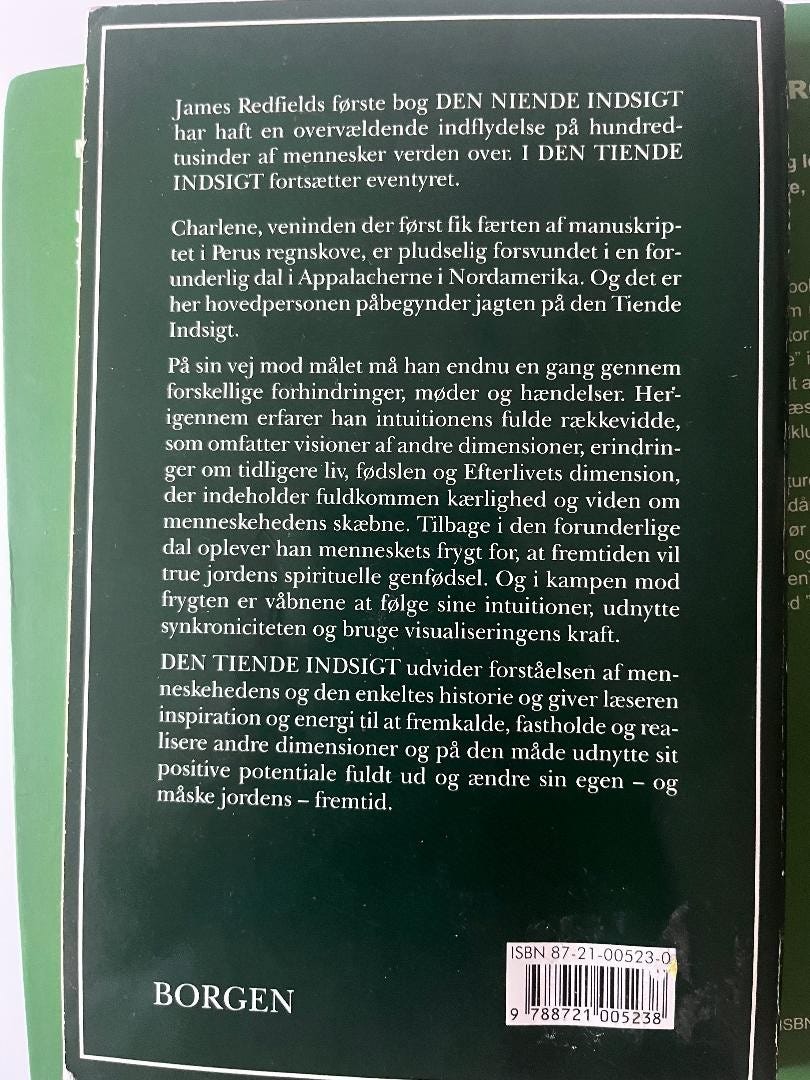 James Redfields første bog DEN NIENDE INDSIGT
har haft en overvældende indflydelse på hundred-
tusinder af mennesker verden over. I DEN TIENDE
INDSIGT fortsætter eventyret.
Charlene, veninden der først fik færten af manuskrip-
tet i Perus regnskove, er pludselig forsvundet i en for-
underlig dal i Appalacherne i Nordamerika. Og det er
her hovedpersonen påbegynder jagten på den Tiende
Indsigt.
På sin vej mod målet må han endnu en gang gennem
forskellige forhindringer, møder og hændelser. Her-
igennem erfarer han intuitionens fulde rækkevidde,
som omfatter visioner af andre dimensioner, erindrin-
ger om tidligere liv, fødslen og Efterlivets dimension,
der indeholder fuldkommen kærlighed og viden om
menneskehedens skæbne. Tilbage i den forunderlige
dal oplever han menneskets frygt for, at fremtiden vil
true jordens spirituelle genfødsel. Og i kampen mod
frygten er våbnene at følge sine intuitioner, udnytte
synkroniciteten og bruge visualiseringens kraft.
DEN TIENDE INDSIGT udvider forståelsen af men-
neskehedens og den enkeltes historie og giver læseren
inspiration og energi til at fremkalde, fastholde og rea-
lisere andre dimensioner og på den måde udnytte sit
positive potentiale fuldt ud og ændre sin egen – og
måske jordens – fremtid.
BORGEN
ISBN 87-21-00523-0
9 788721 005238